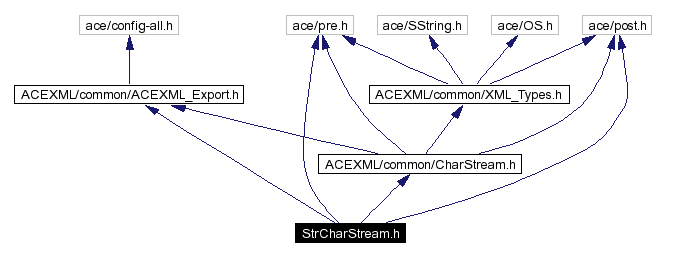 ace/config-all.h
ace/pre.h
ace/SString.h
ace/OS.h
ace/post.h
ACEXML/common/ACEXML_Export.h
ACEXML/common/XML_Types.h
ACEXML/common/CharStream.h
StrCharStream.h